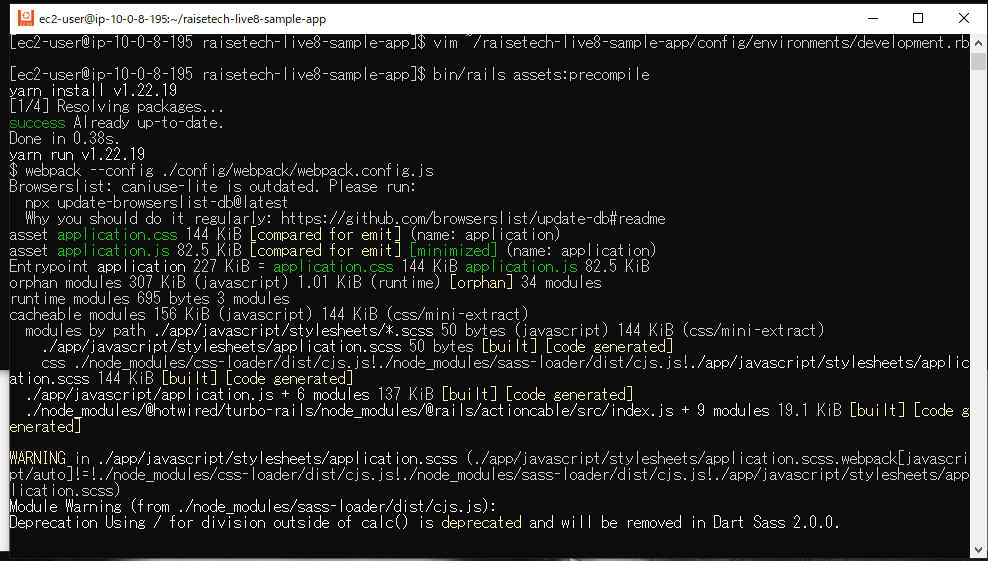 ec2-user@ip-10-0-8-195:~/raisetech-live8-sample-app
[ec2-user@ip-10-0-8-195 raisetech-live8-sample-app]$ vim ~/raisetech-live8-sample-app/config/environments/development.rb
[ec2-user@ip-10-0-8-195 raisetech-live8-sample-app]$ bin/rails assets:precompile
yarn install v1.22.19
[1/4] Resolving packages...
success Already up-to-date.
Done in 0.38s.
yarn run v1.22.19
$ webpack --config ./config/webpack/webpack.config.js
Browserslist: caniuse-lite is outdated. Please run:
  npx update-browserslist-db@latest
  Why you should do it regularly: https://github.com/browserslist/update-db#readme
asset application.css 144 KiB [compared for emit] (name: application)
asset application.js 82.5 KiB [compared for emit] [minimized] (name: application)
Entrypoint application 227 KiB = application.css 144 KiB application.js 82.5 KiB
orphan modules 307 KiB (javascript) 1.01 KiB (runtime) [orphan] 34 modules
runtime modules 695 bytes 3 modules
cacheable modules 156 KiB (javascript) 144 KiB (css/mini-extract)
  modules by path ./app/javascript/stylesheets/*.scss 50 bytes (javascript) 144 KiB (css/mini-extract)
    ./app/javascript/stylesheets/application.scss 50 bytes [built] [code generated]
    css ./node_modules/css-loader/dist/cjs.js!./node_modules/sass-loader/dist/cjs.js!./app/javascript/stylesheets/applic
ation.scss 144 KiB [built] [code generated]
  ./app/javascript/application.js + 6 modules 137 KiB [built] [code generated]
  ./node_modules/@hotwired/turbo-rails/node_modules/@rails/actioncable/src/index.js + 9 modules 19.1 KiB [built] [code g
enerated]
WARNING in ./app/javascript/stylesheets/application.scss (./app/javascript/stylesheets/application.scss.webpack[javascri
pt/auto]!=!./node_modules/css-loader/dist/cjs.js!./node_modules/sass-loader/dist/cjs.js!./app/javascript/stylesheets/app
lication.scss)
Module Warning (from ./node_modules/sass-loader/dist/cjs.js):
Deprecation Using / for division outside of calc() is deprecated and will be removed in Dart Sass 2.0.0.